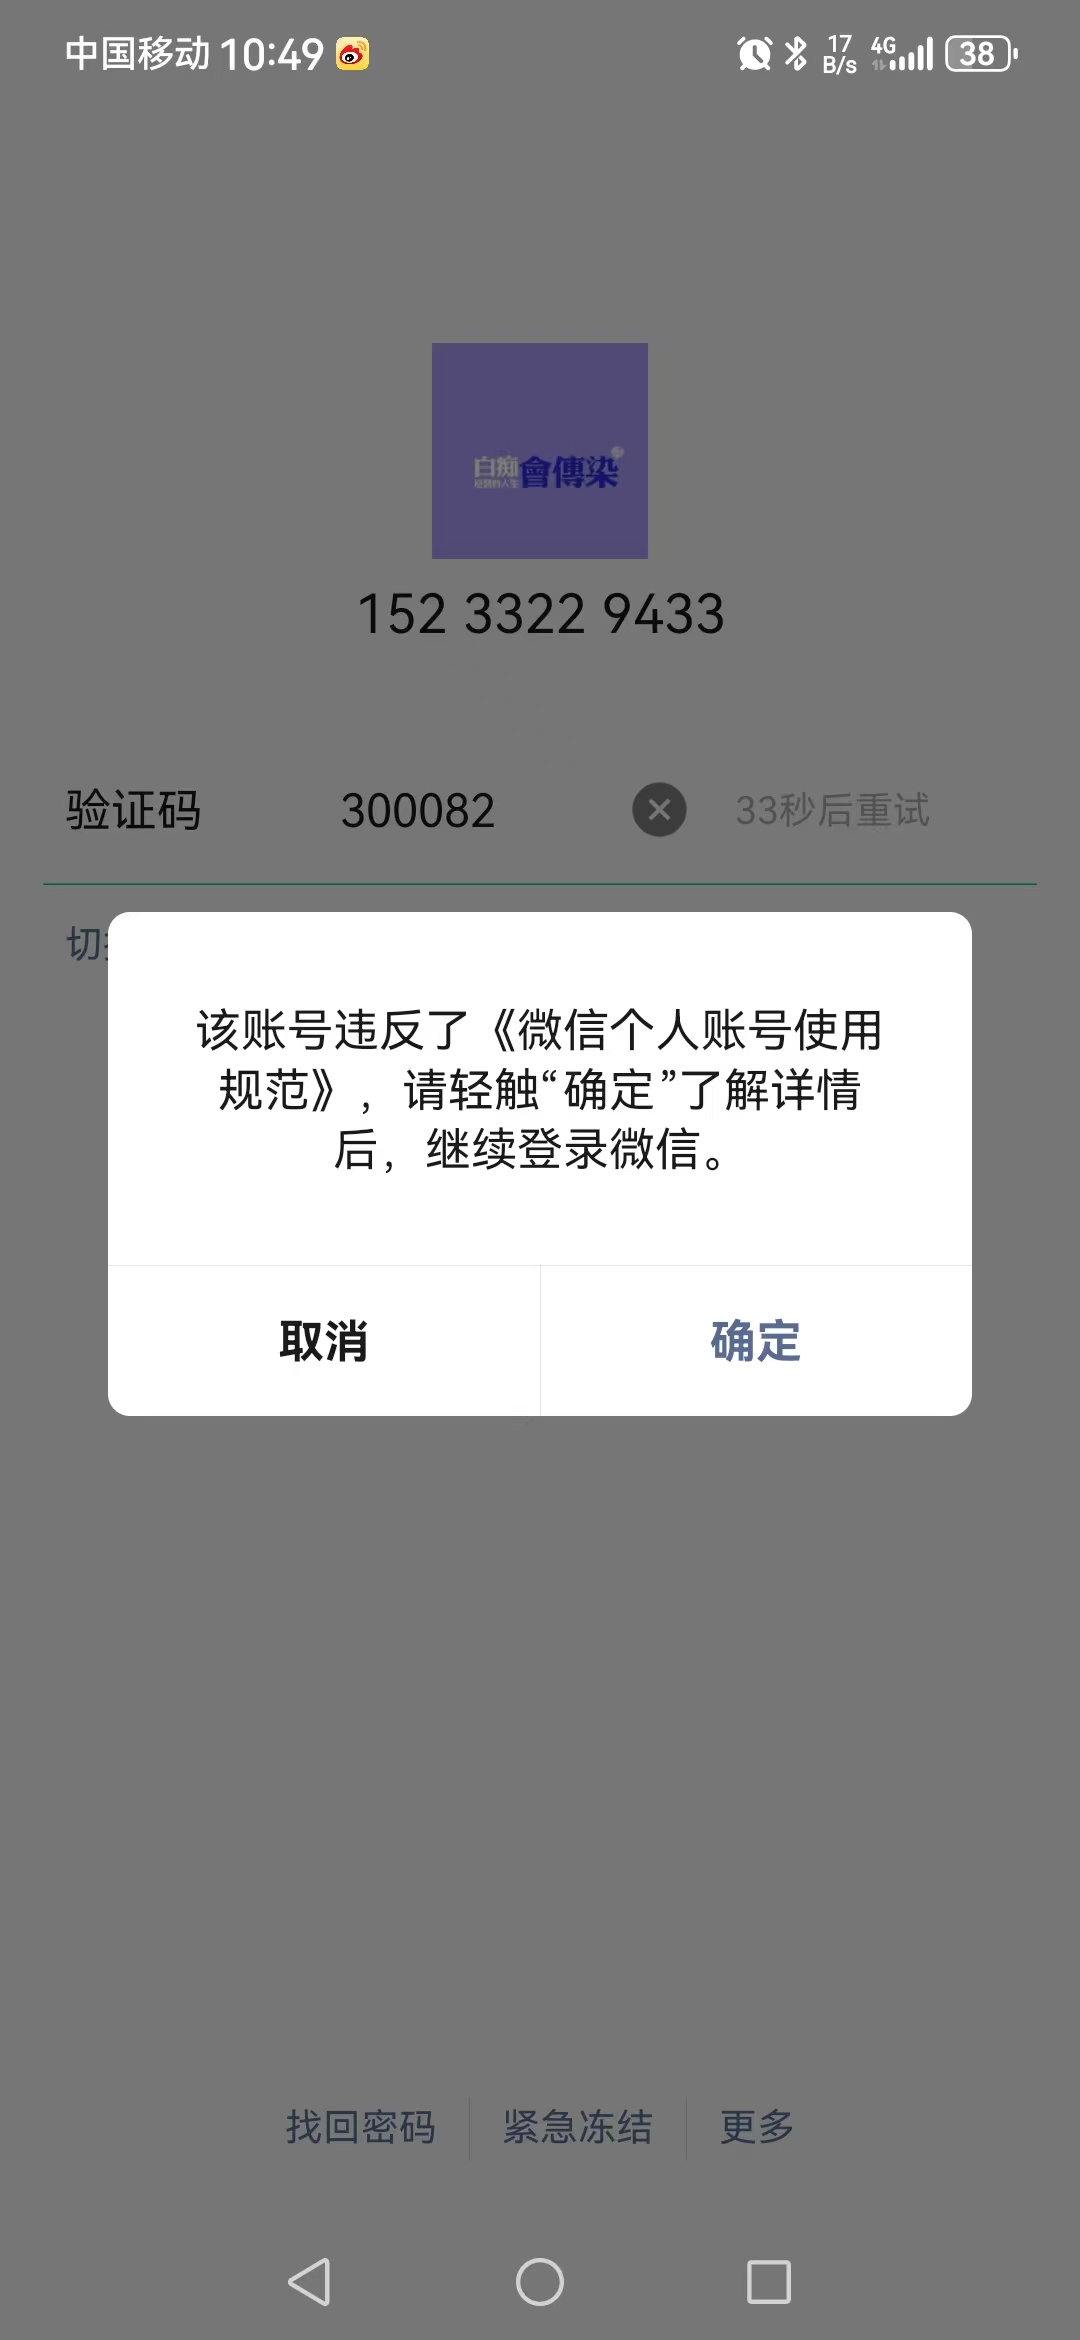 中国移动 10:49
17 B/s 4G 38
白痴會傳染
152 3322 9433
验证码 300082 33秒后重试
切
该账号违反了《微信个人账号使用
规范》，请轻触“确定”了解详情
后，继续登录微信。
取消 确定
找回密码 紧急冻结 更多